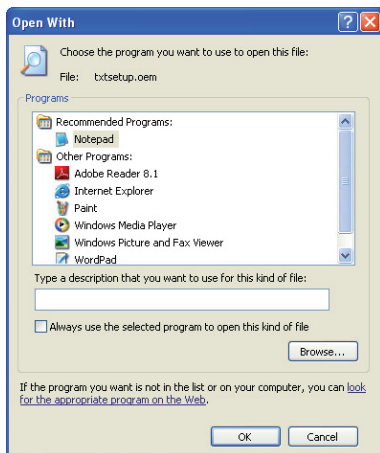 Open With
Choose the program you want to use to open this file:
File: txtsetup.oem
Programs
Recommended Programs:
Notepad
Other Programs:
Adobe Reader 8.1
Internet Explorer
Paint
Windows Media Player
Windows Picture and Fax Viewer
WordPad
Type a description that you want to use for this kind of file:
Always use the selected program to open this kind of file
Browse...
If the program you want is not in the list or on your computer, you can look
for the appropriate program on the Web.
OK Cancel